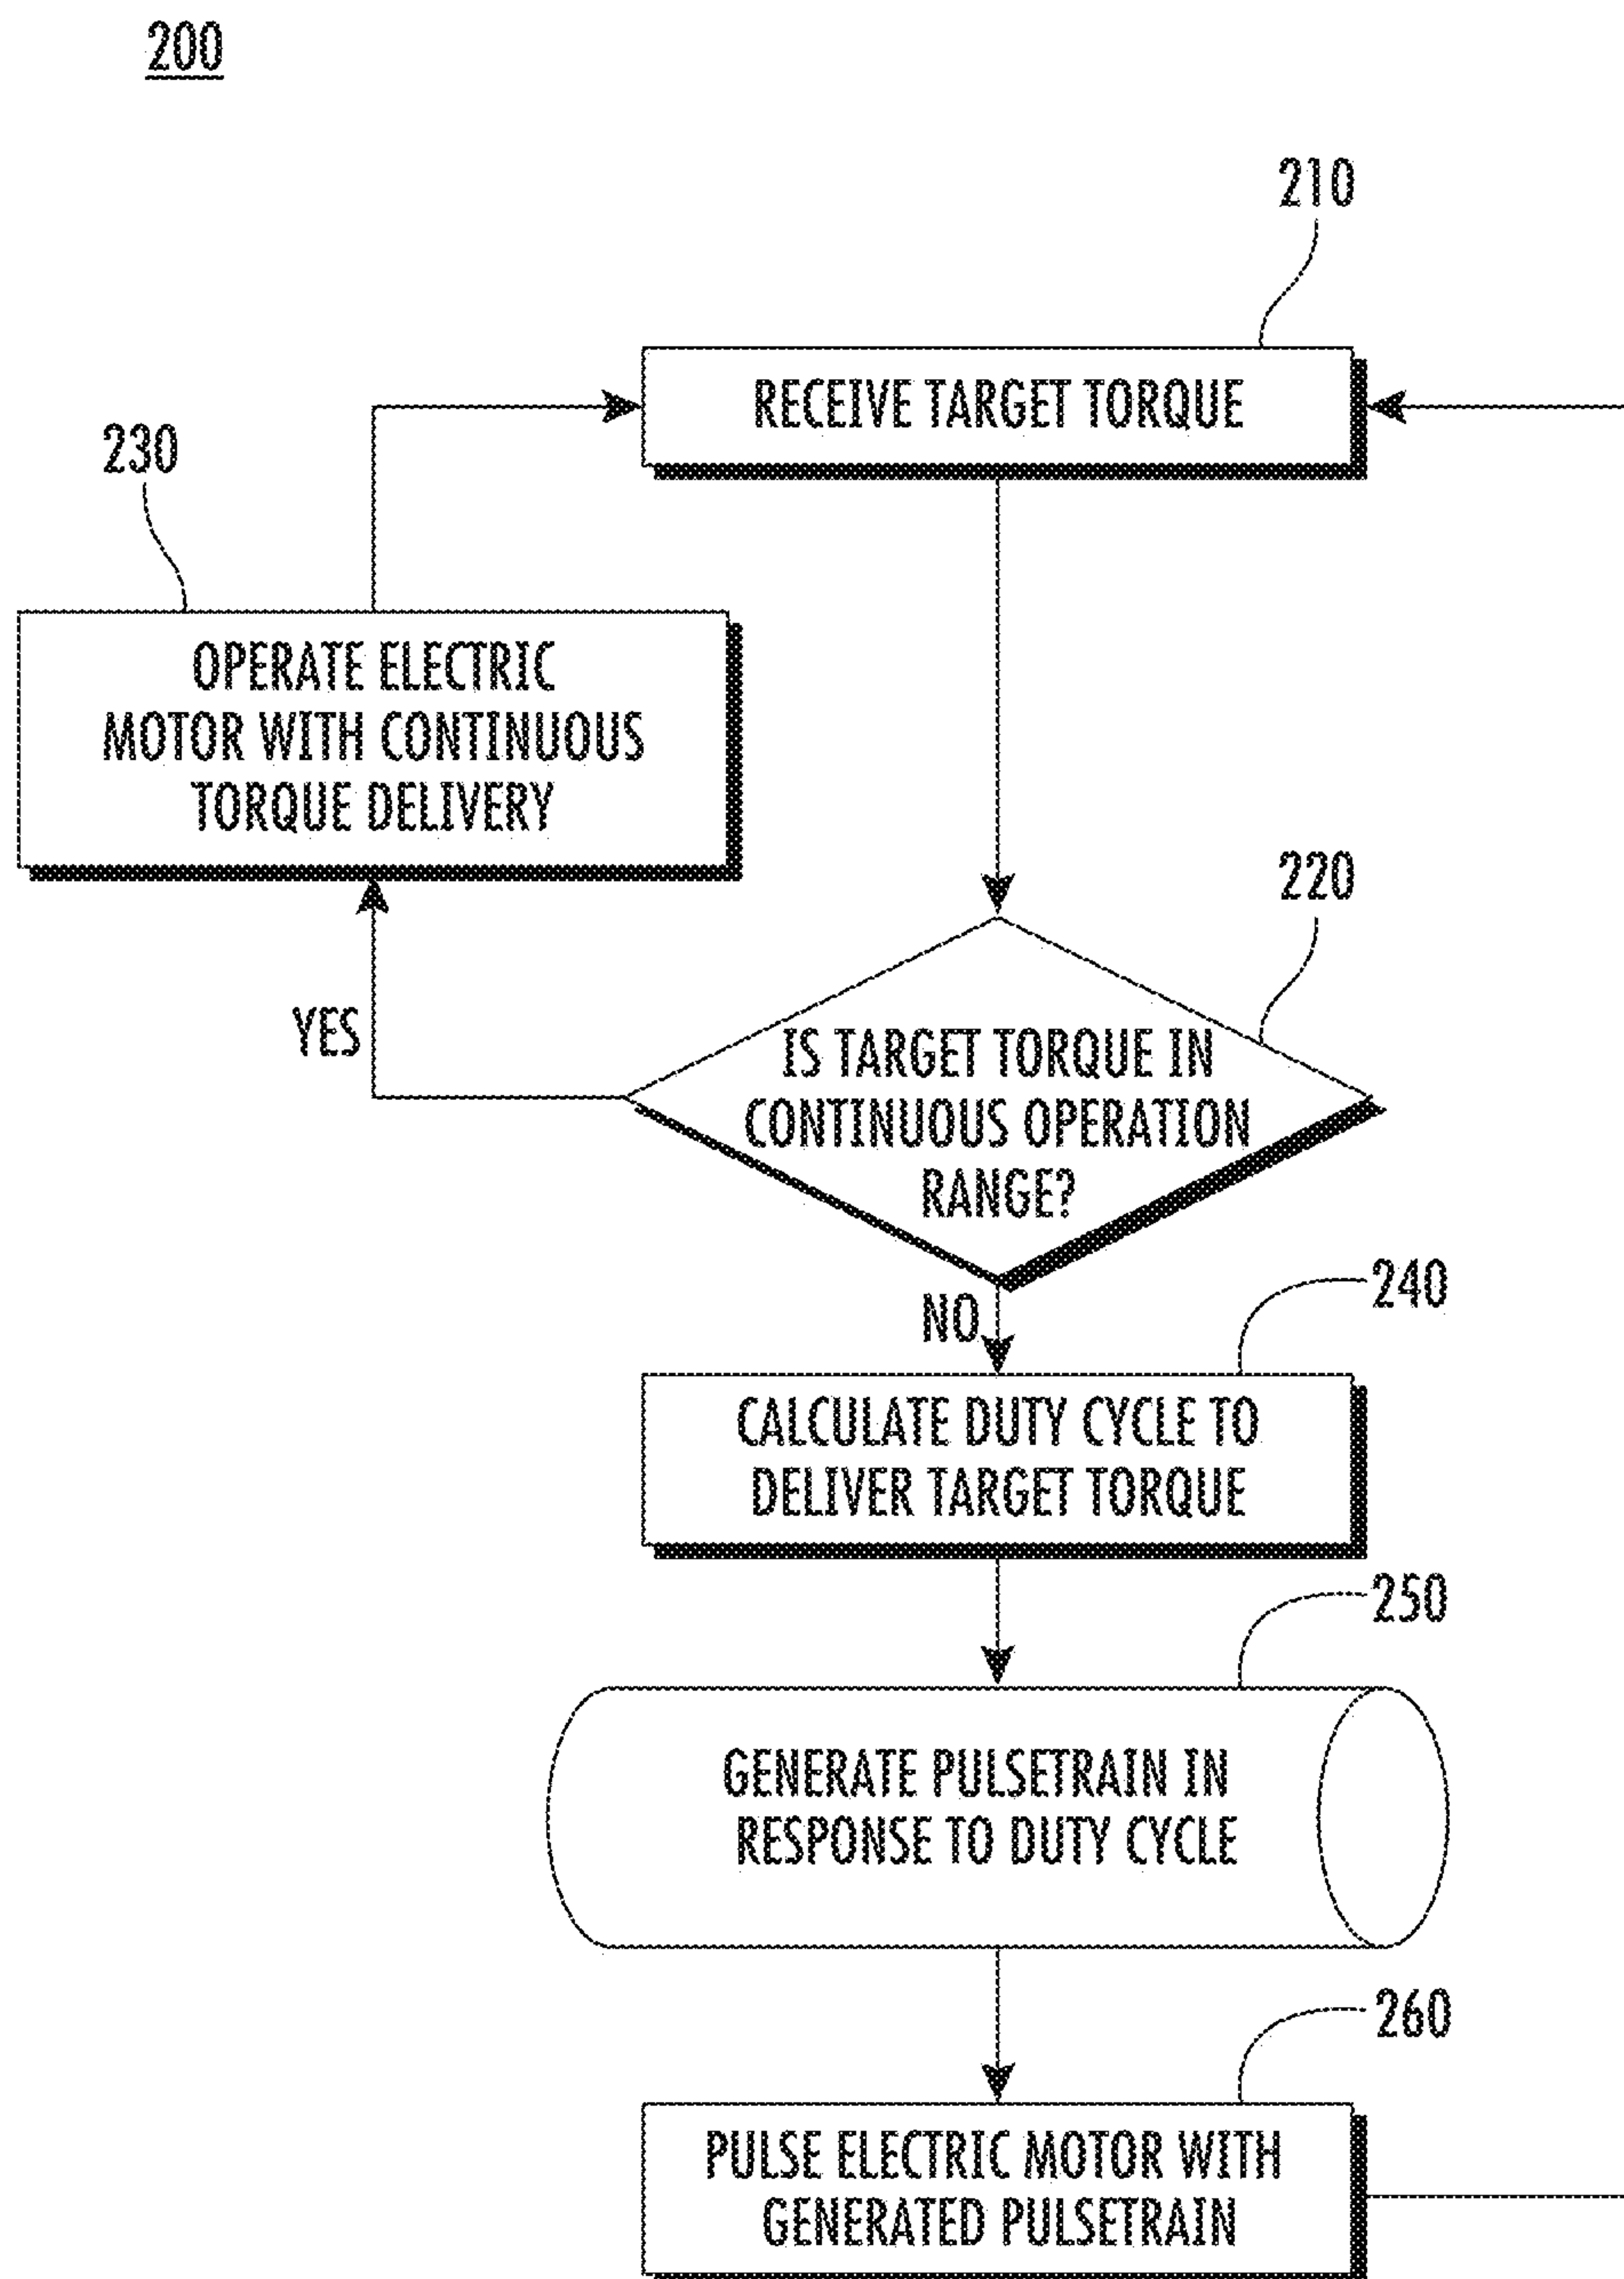 200
210
RECEIVE TARGET TORQUE
230
OPERATE ELECTRIC
MOTOR WITH CONTINUOUS
TORQUE DELIVERY
220
YES
IS TARGET TORQUE IN
CONTINUOUS OPERATION
RANGE?
NO
240
CALCULATE DUTY CYCLE TO
DELIVER TARGET TORQUE
250
GENERATE PULSETRAIN IN
RESPONSE TO DUTY CYCLE
260
PULSE ELECTRIC MOTOR WITH
GENERATED PULSETRAIN